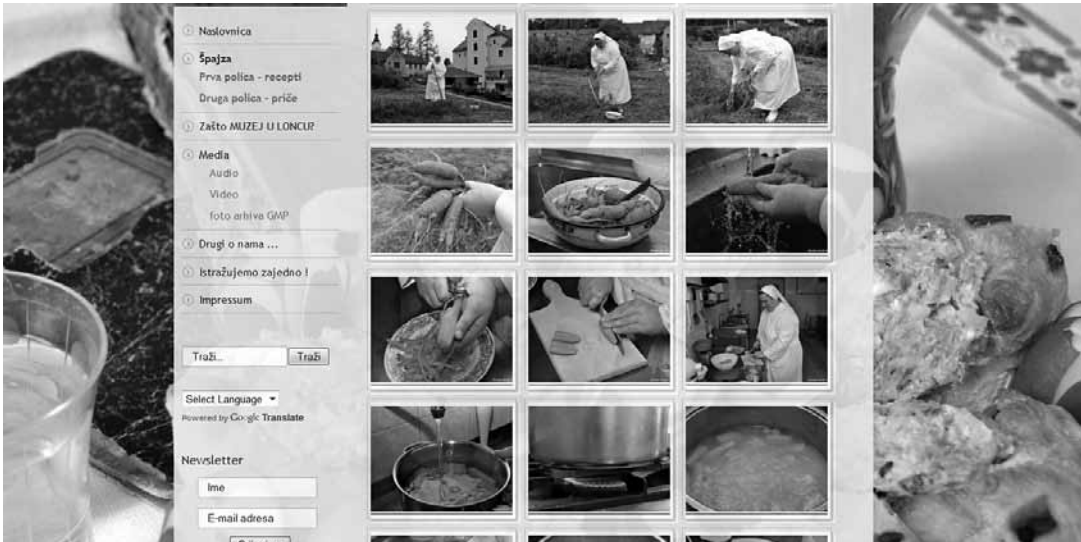 Naslovnica
Špajza
Prva polica - recepti
Druga polica - priče
Zašto MUZEJ U LONCU?
Media
Audio
Video
foto arhiva GMP
Drugi o nama ...
Istražujemo zajedno !
Impressum
Traži... Traži
Select Language
Powered by Google Translate
Newsletter
Ime
E-mail adresa